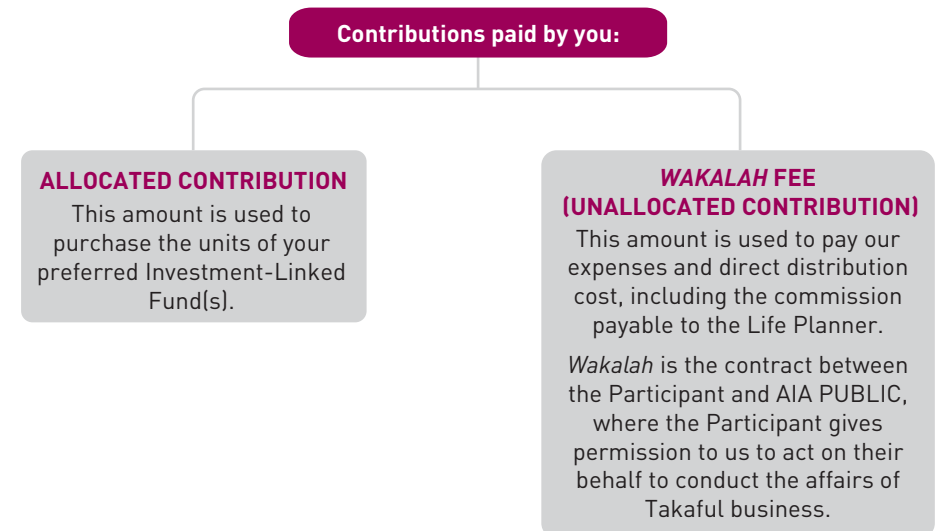 Contributions paid by you:
ALLOCATED CONTRIBUTION
This amount is used to
purchase the units of your
preferred Investment-Linked
Fund(s).
WAKALAH FEE
(UNALLOCATED CONTRIBUTION)
This amount is used to pay our
expenses and direct distribution
cost, including the commission
payable to the Life Planner.
Wakalah is the contract between
the Participant and AIA PUBLIC,
where the Participant gives
permission to us to act on their
behalf to conduct the affairs of
Takaful business.